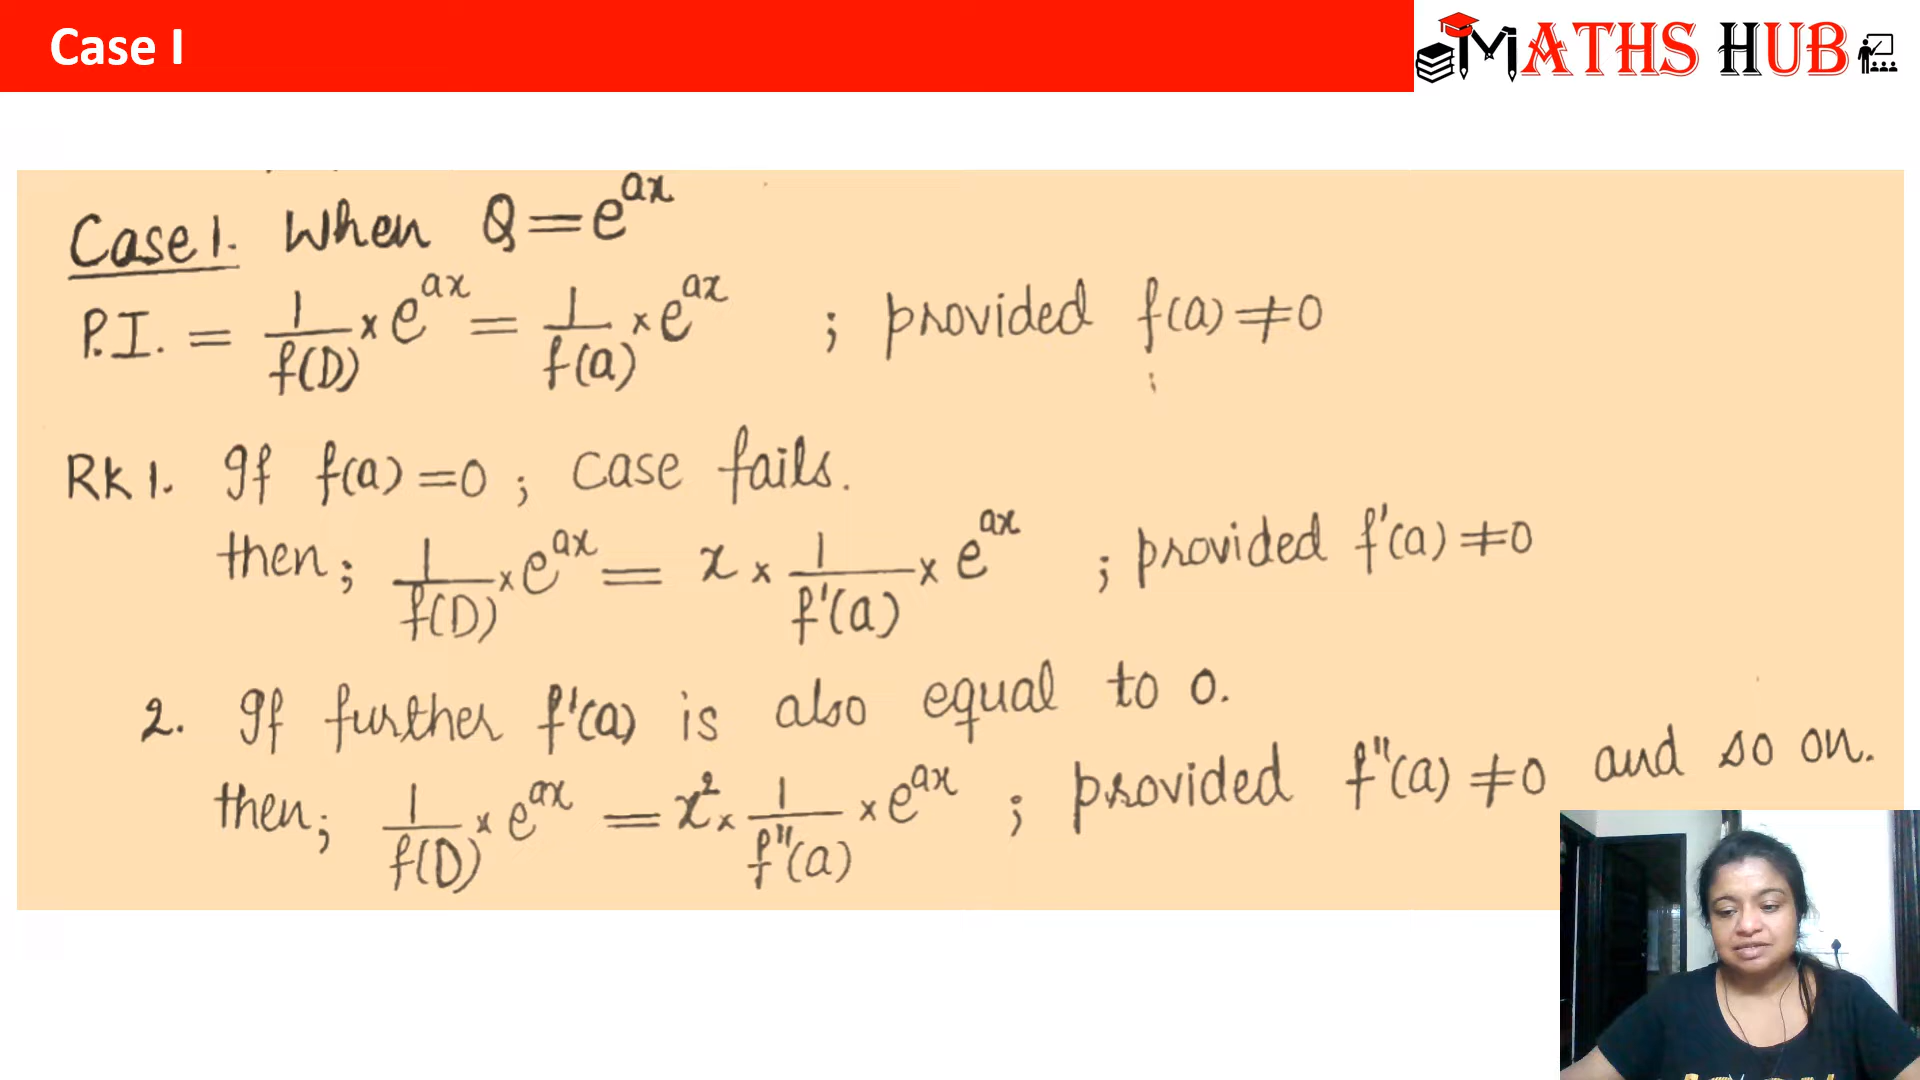 Case I
MATHS HUB
Case 1. When Q = e^{ax}
P.I. = 1/f(D) × e^{ax} = 1/f(a) × e^{ax} ; provided f(a) ≠ 0
Rk 1. If f(a) = 0 ; case fails.
then; 1/f(D) × e^{ax} = x × 1/f'(a) × e^{ax} ; provided f'(a) ≠ 0
2. If further f'(a) is also equal to 0.
then; 1/f(D) × e^{ax} = x² × 1/f''(a) × e^{ax} ; provided f''(a) ≠ 0 and so on.